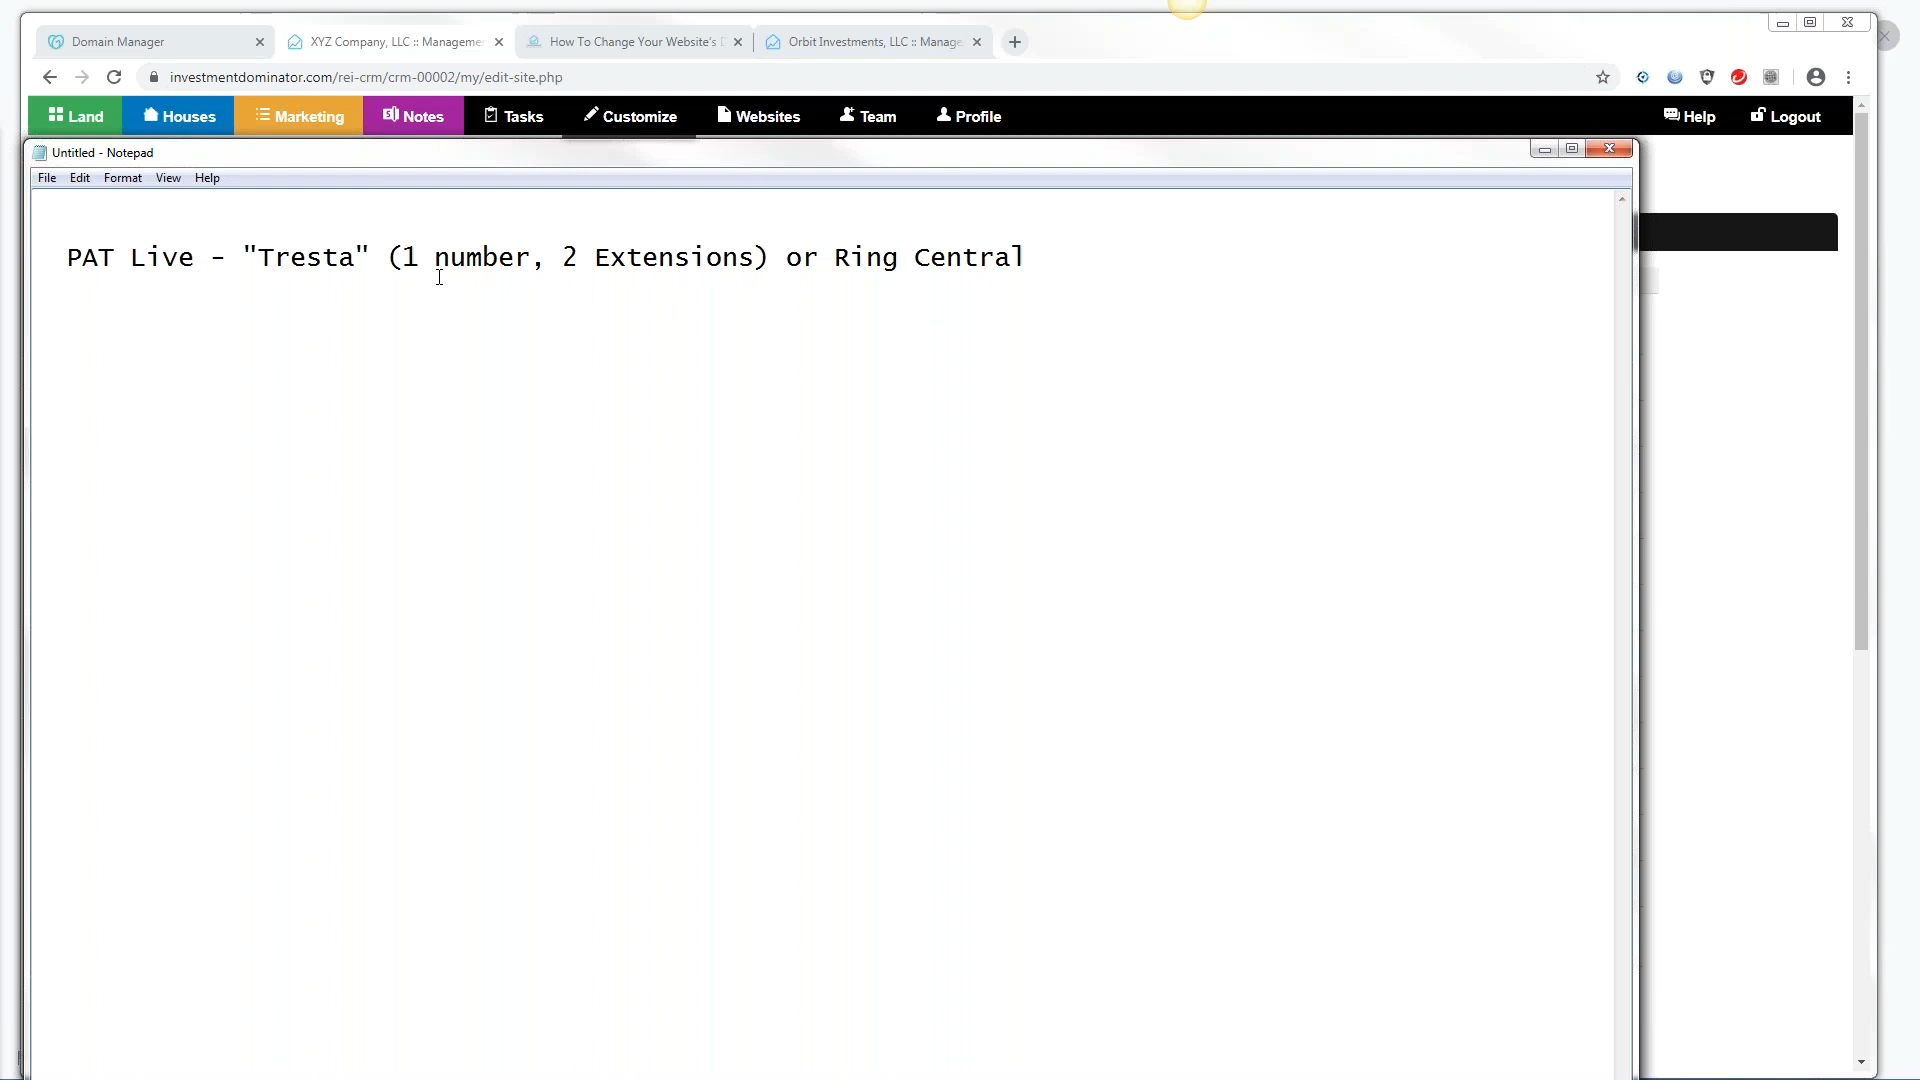 Domain Manager
XYZ Company, LLC :: Manageme
How To Change Your Website's
Orbit Investments, LLC :: Manage
investmentdominator.com/rei-crm/crm-00002/my/edit-site.php
Land Houses Marketing Notes Tasks Customize Websites Team Profile Help Logout
Untitled - Notepad
File Edit Format View Help
PAT Live - "Tresta" (1 number, 2 Extensions) or Ring Central